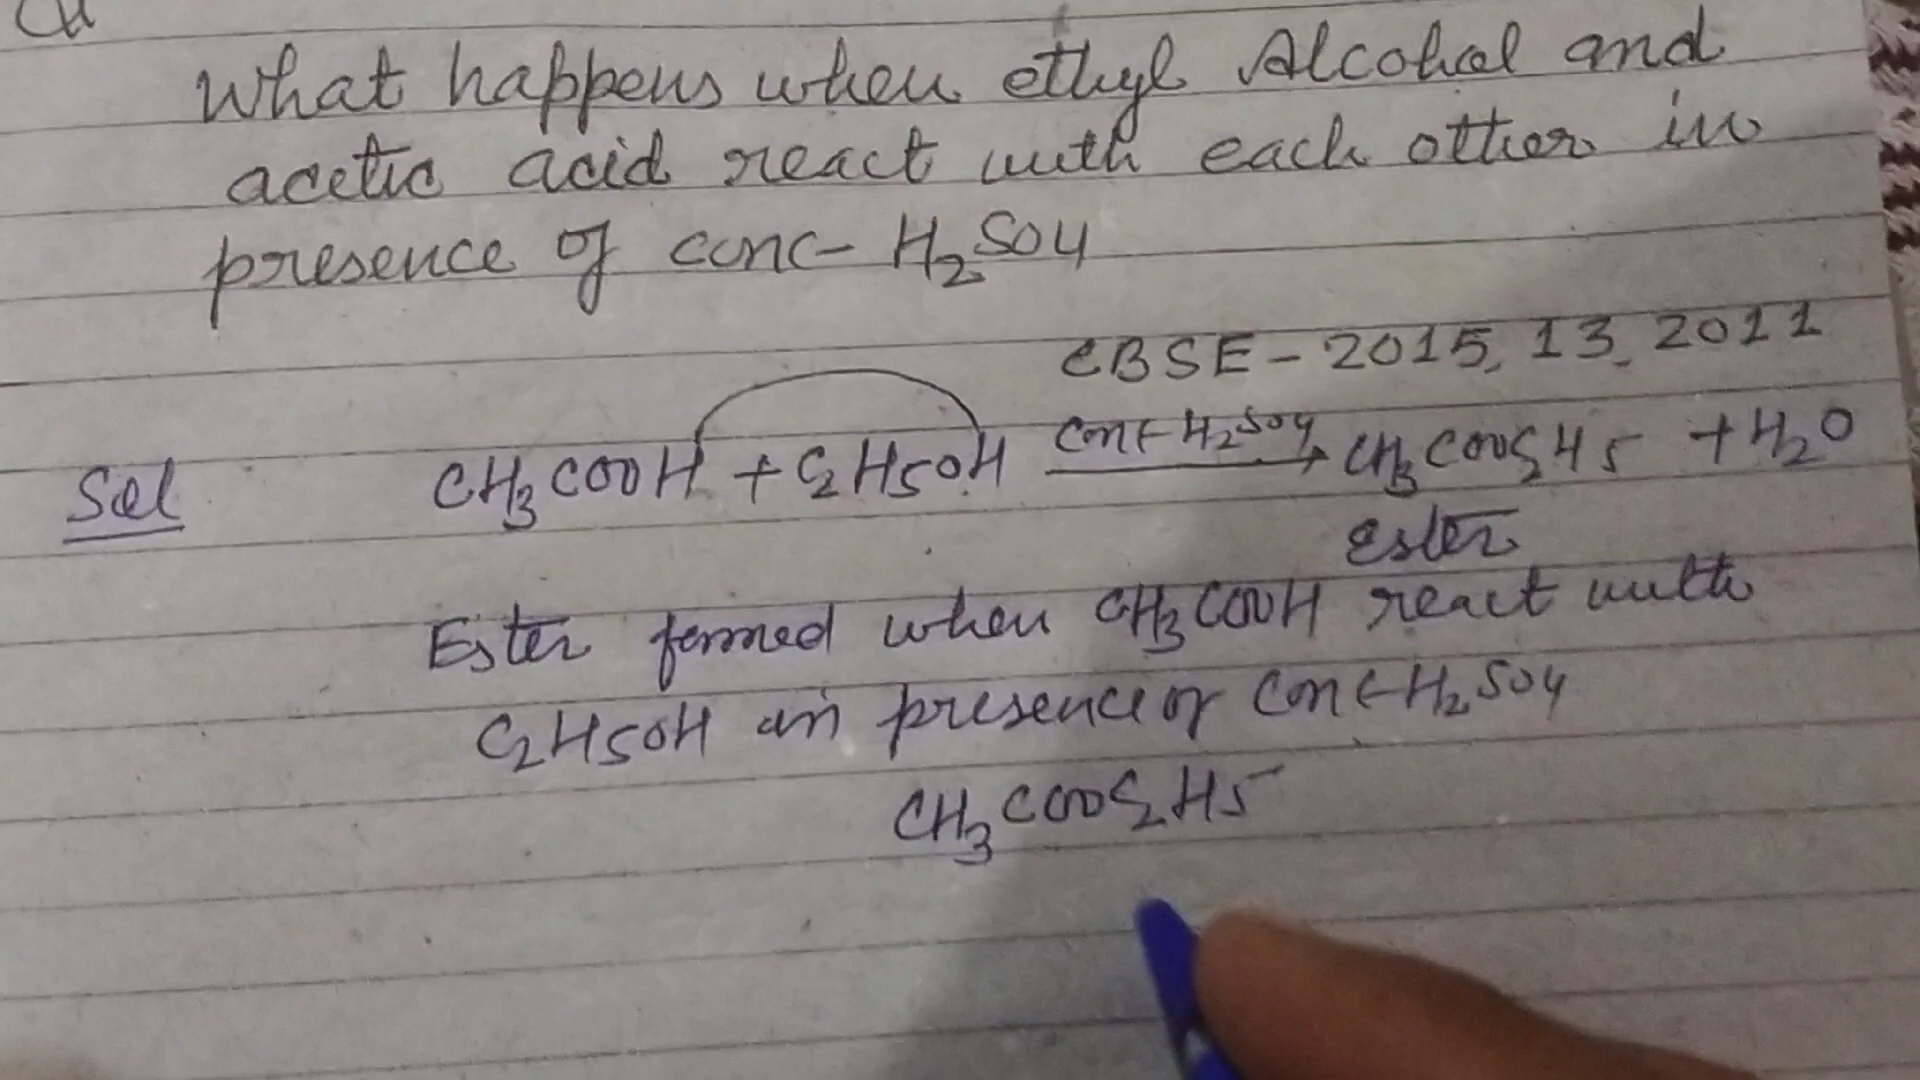 What happens when ethyl Alcohol and
acetic acid react with each other in
presence of conc- H₂SO4
CBSE - 2015, 13, 2011
Sol CH₃COOH + C₂H5OH conc H₂SO4 → CH₃COOC₂H5 + H₂O
Ester
Ester formed when CH₃COOH react with
C₂H5OH in presence of Conc H₂SO4
CH₃COOC₂H5